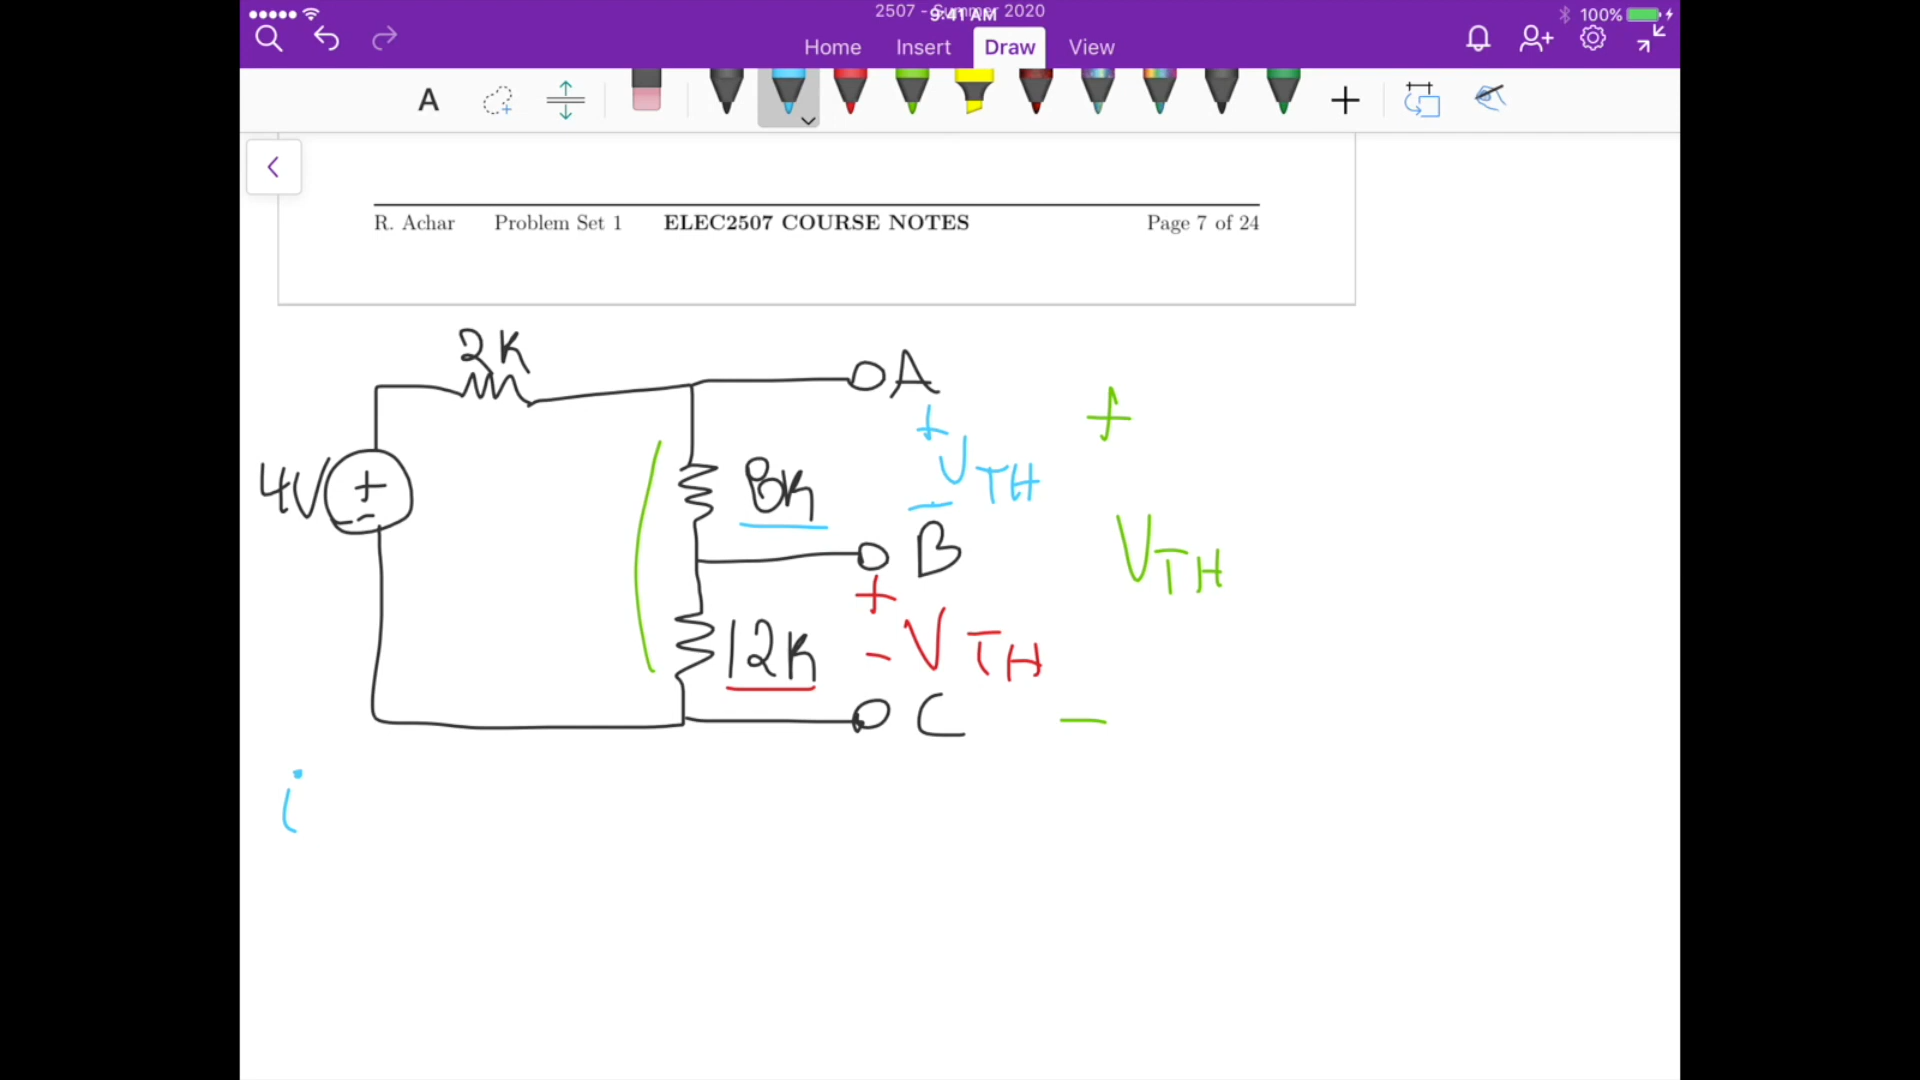 2507 - Summer 2020
9:41 AM
100%
Home Insert Draw View
A
R. Achar Problem Set 1 ELEC2507 COURSE NOTES Page 7 of 24
2K
A
+
+
4V + -
8K
VTH
-
B
VTH
+
12K
- VTH
C
-
i